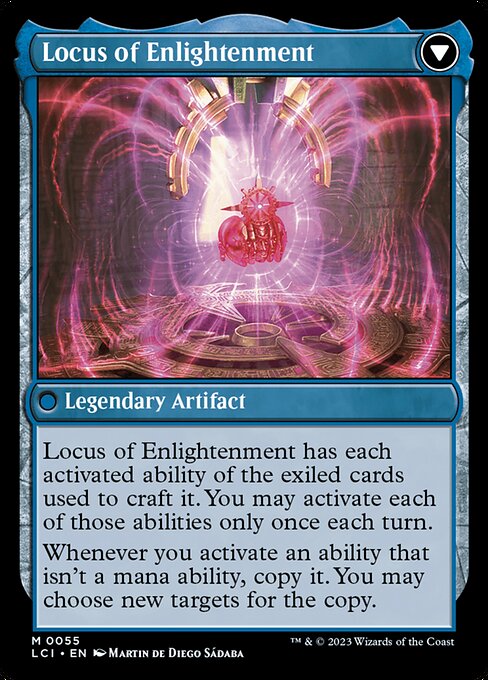 Locus of Enlightenment
Legendary Artifact
Locus of Enlightenment has each
activated ability of the exiled cards
used to craft it. You may activate each
of those abilities only once each turn.
Whenever you activate an ability that
isn't a mana ability, copy it. You may
choose new targets for the copy.
M 0055
LCI • EN Martin de Diego Sádaba
™ & © 2023 Wizards of the Coast